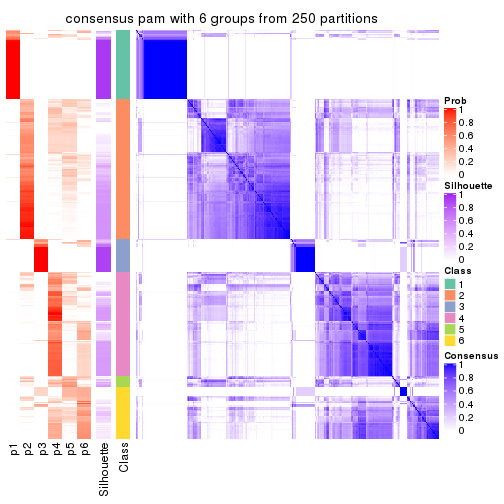 consensus pam with 6 groups from 250 partitions
Prob
1
0.8
0.6
0.4
0.2
0
Silhouette
1
0.8
0.6
0.4
0.2
0
Class
1
2
3
4
5
6
Consensus
1
0.8
0.6
0.4
0.2
0
p1
p2
p3
p4
p5
p6
Silhouette
Class